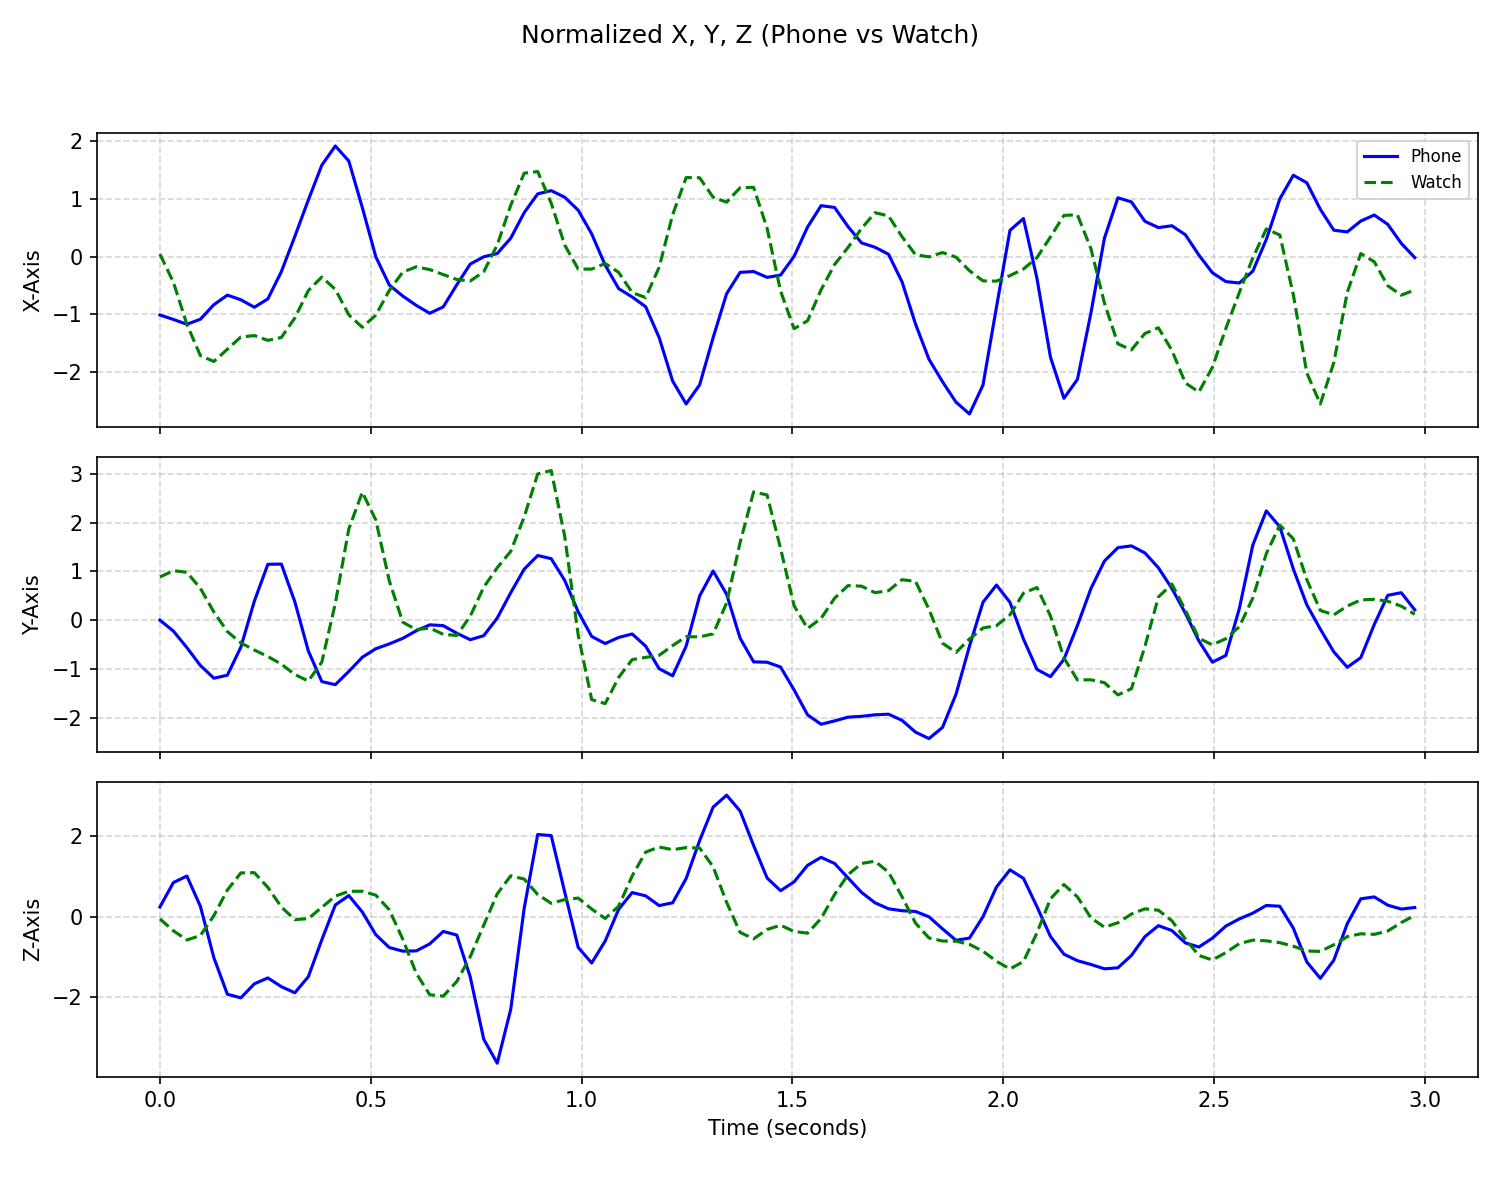 Normalized X, Y, Z (Phone vs Watch)
2
1
0
−1
−2
X-Axis
Phone
Watch
3
2
1
0
−1
−2
Y-Axis
2
0
−2
Z-Axis
0.0 0.5 1.0 1.5 2.0 2.5 3.0
Time (seconds)